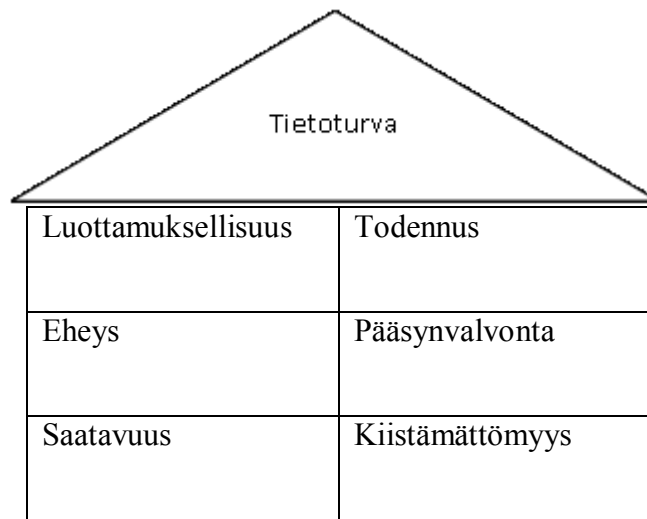 Tietoturva
Luottamuksellisuus
Todennus
Eheys
Pääsynvalvonta
Saatavuus
Kiistämättömyys